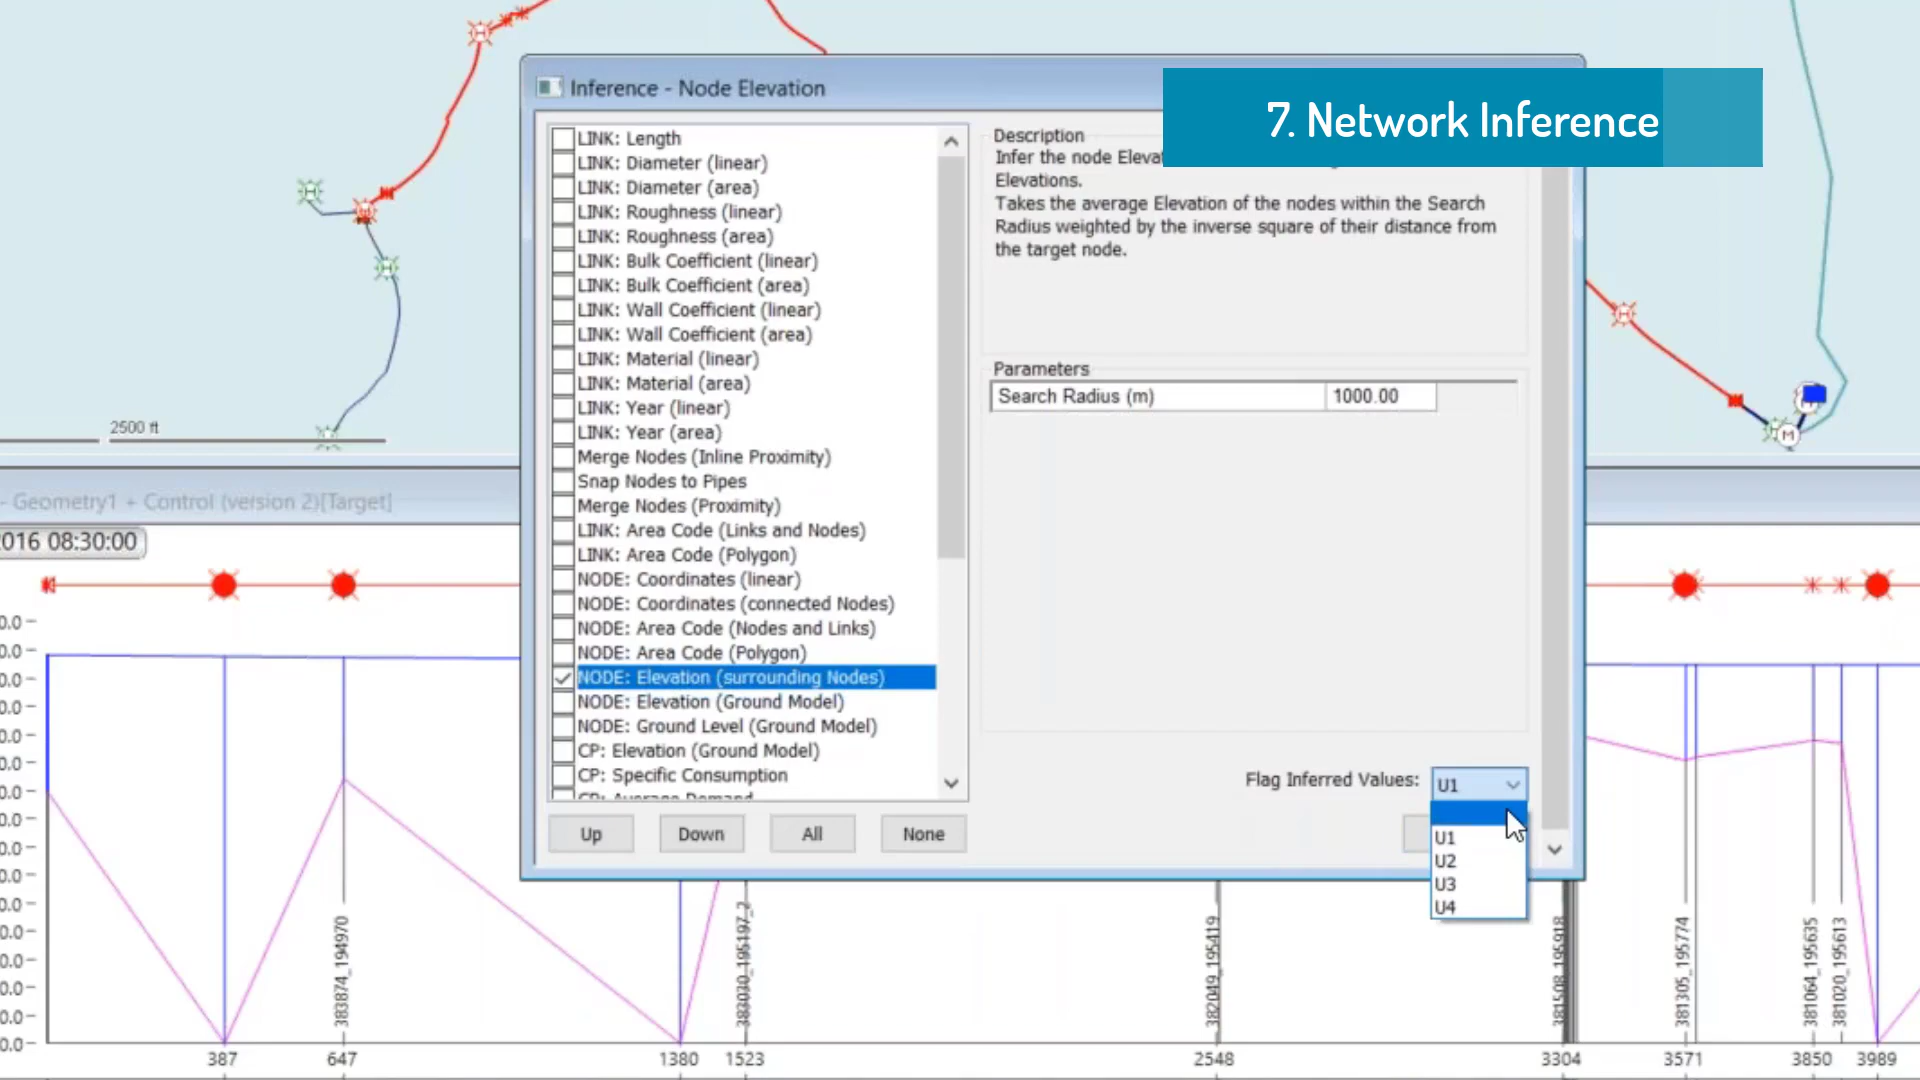 7. Network Inference
Inference - Node Elevation
LINK: Length
LINK: Diameter (linear)
LINK: Diameter (area)
LINK: Roughness (linear)
LINK: Roughness (area)
LINK: Bulk Coefficient (linear)
LINK: Bulk Coefficient (area)
LINK: Wall Coefficient (linear)
LINK: Wall Coefficient (area)
LINK: Material (linear)
LINK: Material (area)
LINK: Year (linear)
LINK: Year (area)
Merge Nodes (Inline Proximity)
Snap Nodes to Pipes
Merge Nodes (Proximity)
LINK: Area Code (Links and Nodes)
LINK: Area Code (Polygon)
NODE: Coordinates (linear)
NODE: Coordinates (connected Nodes)
NODE: Area Code (Nodes and Links)
NODE: Area Code (Polygon)
NODE: Elevation (surrounding Nodes)
NODE: Elevation (Ground Model)
NODE: Ground Level (Ground Model)
CP: Elevation (Ground Model)
CP: Specific Consumption
Up
Down
All
None
Description
Infer the node
Elevations.
Takes the average Elevation of the nodes within the Search
Radius weighted by the inverse square of their distance from
the target node.
Parameters
Search Radius (m) 1000.00
Flag Inferred Values: U1
U1
U2
U3
U4
2500 ft
- Geometry1 + Control (version 2)[Target]
2016 08:30:00
383874_194970
382049_195419
381508_195918
381305_195774
381064_195635
381020_195613
387 647 1380 1523 2548 3304 3571 3850 3989